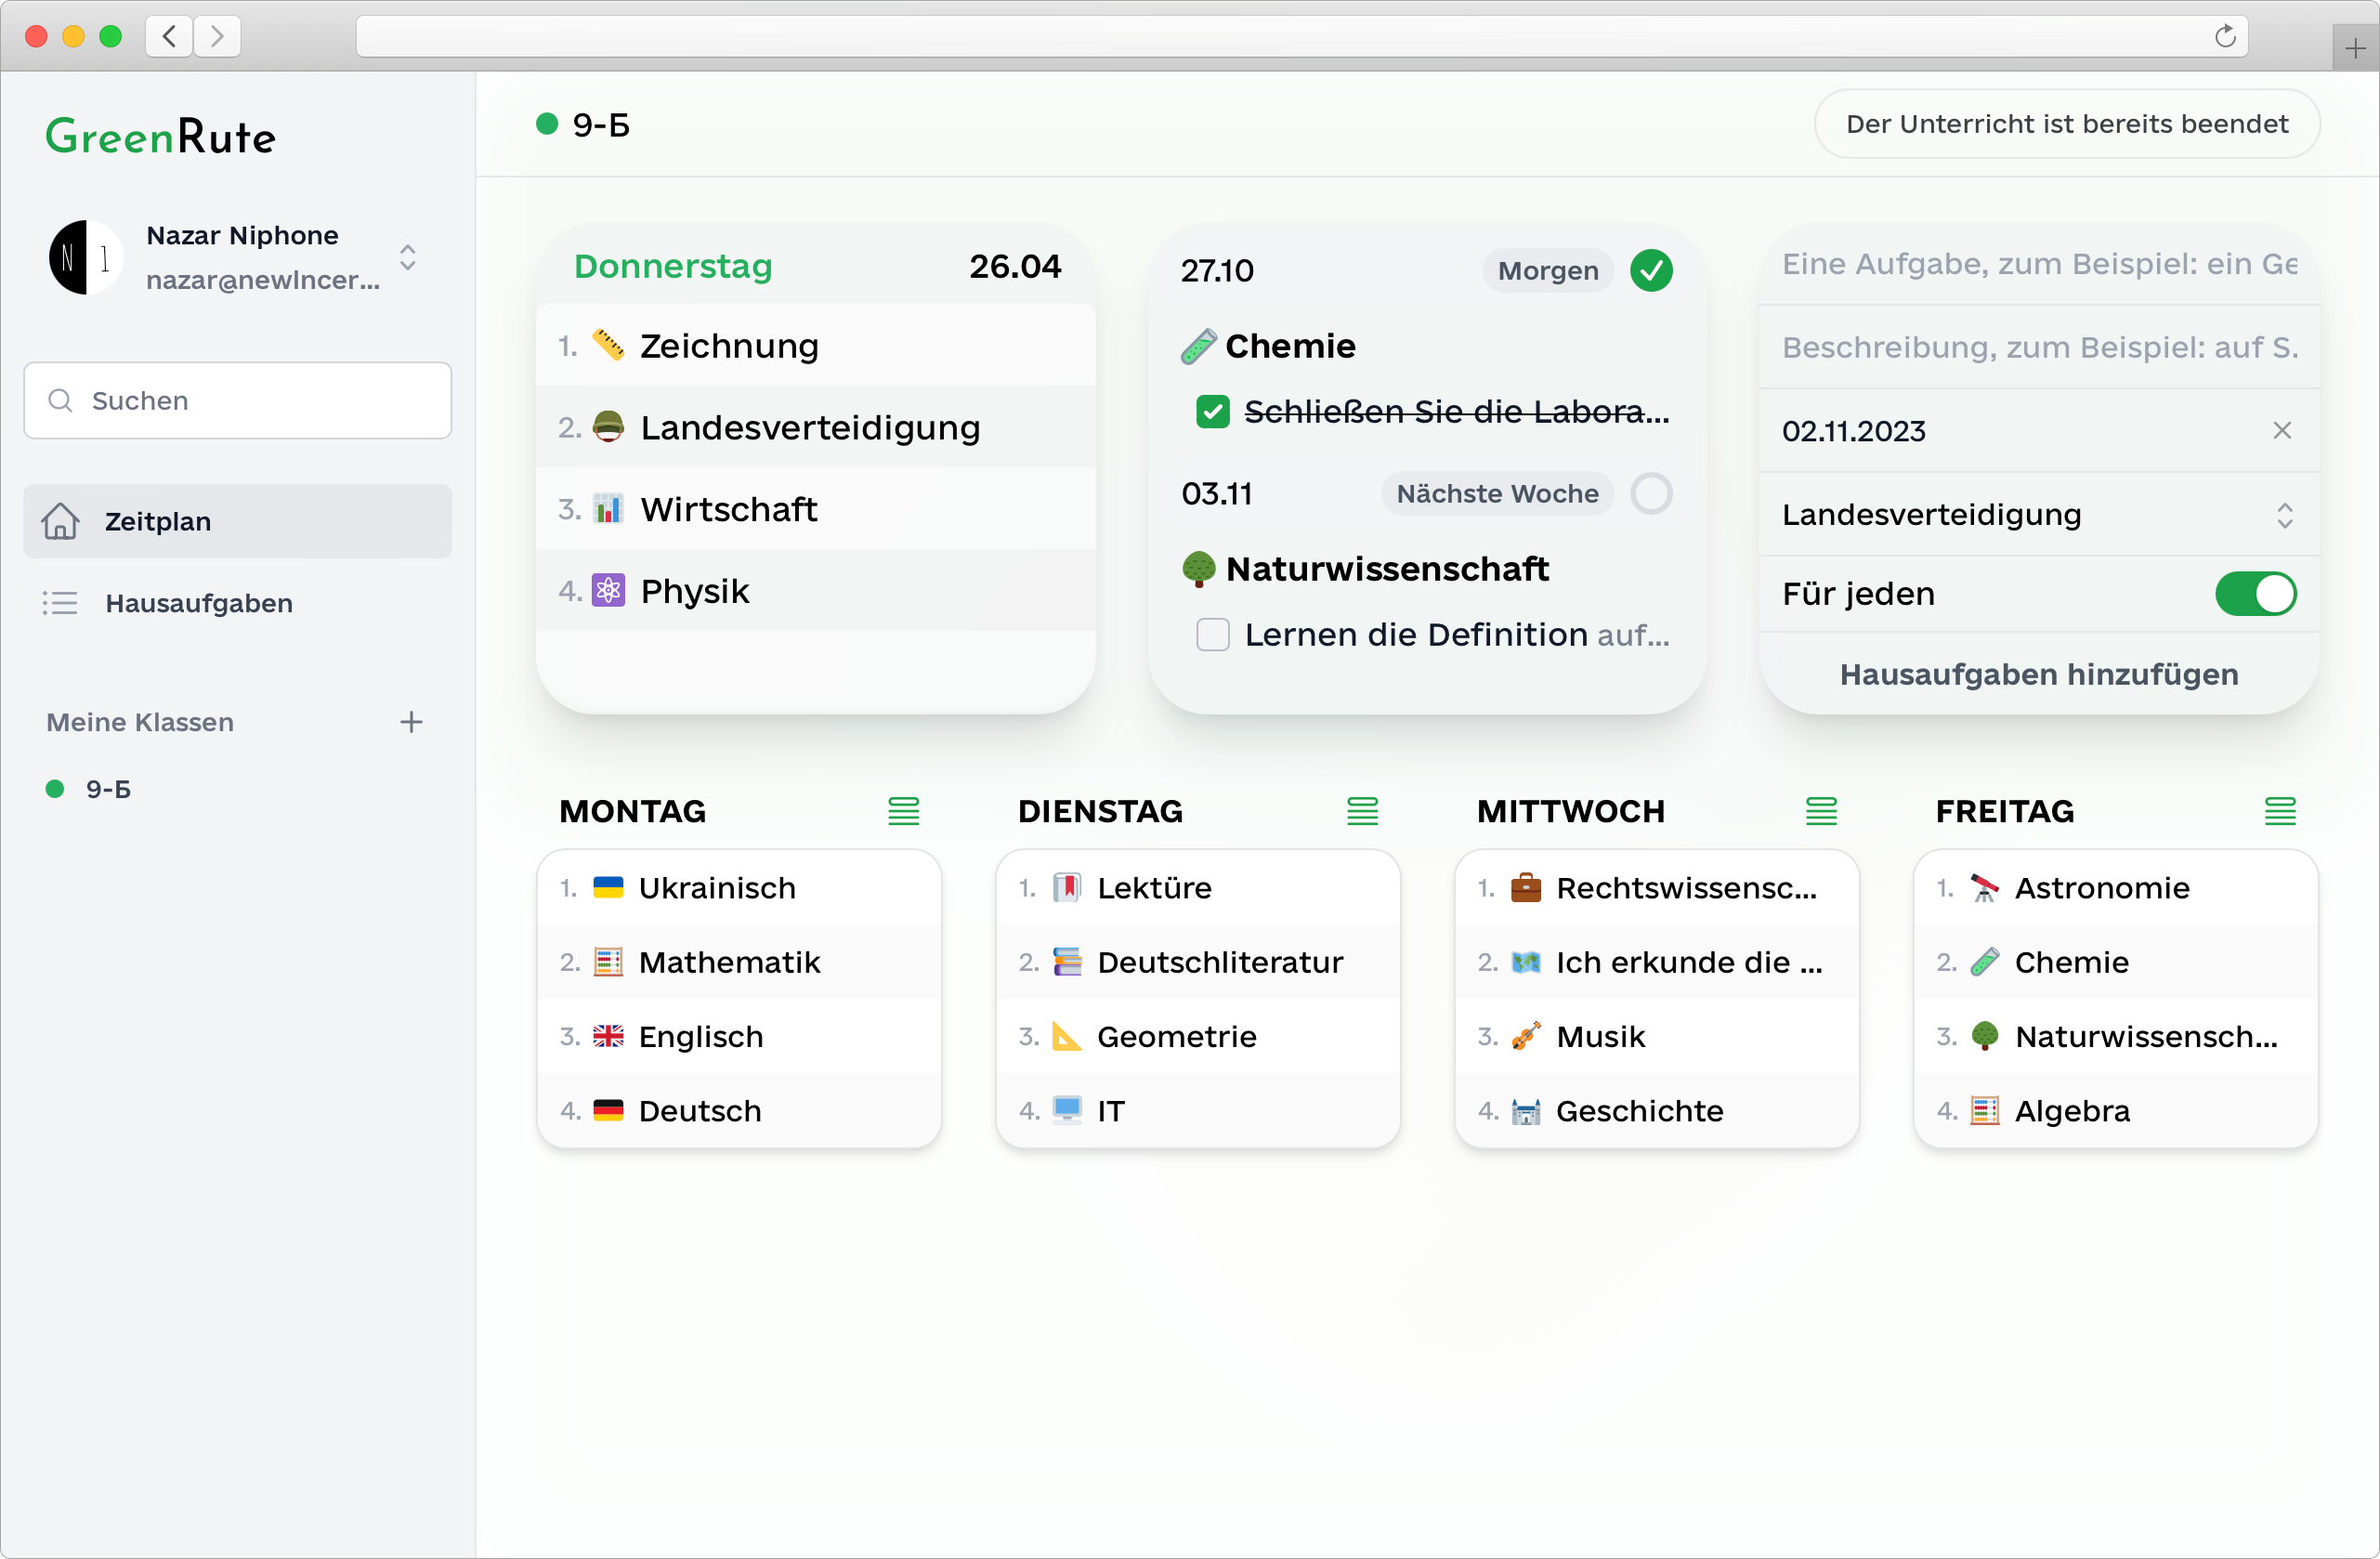 GreenRute
N 1
Nazar Niphone
nazar@newIncer...
Suchen
Zeitplan
Hausaufgaben
Meine Klassen
9-Б
9-Б
Der Unterricht ist bereits beendet
Donnerstag 26.04
1. Zeichnung
2. Landesverteidigung
3. Wirtschaft
4. Physik
27.10 Morgen
Chemie
Schließen Sie die Labora...
03.11 Nächste Woche
Naturwissenschaft
Lernen die Definition auf...
Eine Aufgabe, zum Beispiel: ein Ge
Beschreibung, zum Beispiel: auf S.
02.11.2023
Landesverteidigung
Für jeden
Hausaufgaben hinzufügen
MONTAG
1. Ukrainisch
2. Mathematik
3. Englisch
4. Deutsch
DIENSTAG
1. Lektüre
2. Deutschliteratur
3. Geometrie
4. IT
MITTWOCH
1. Rechtswissensc...
2. Ich erkunde die ...
3. Musik
4. Geschichte
FREITAG
1. Astronomie
2. Chemie
3. Naturwissensch...
4. Algebra